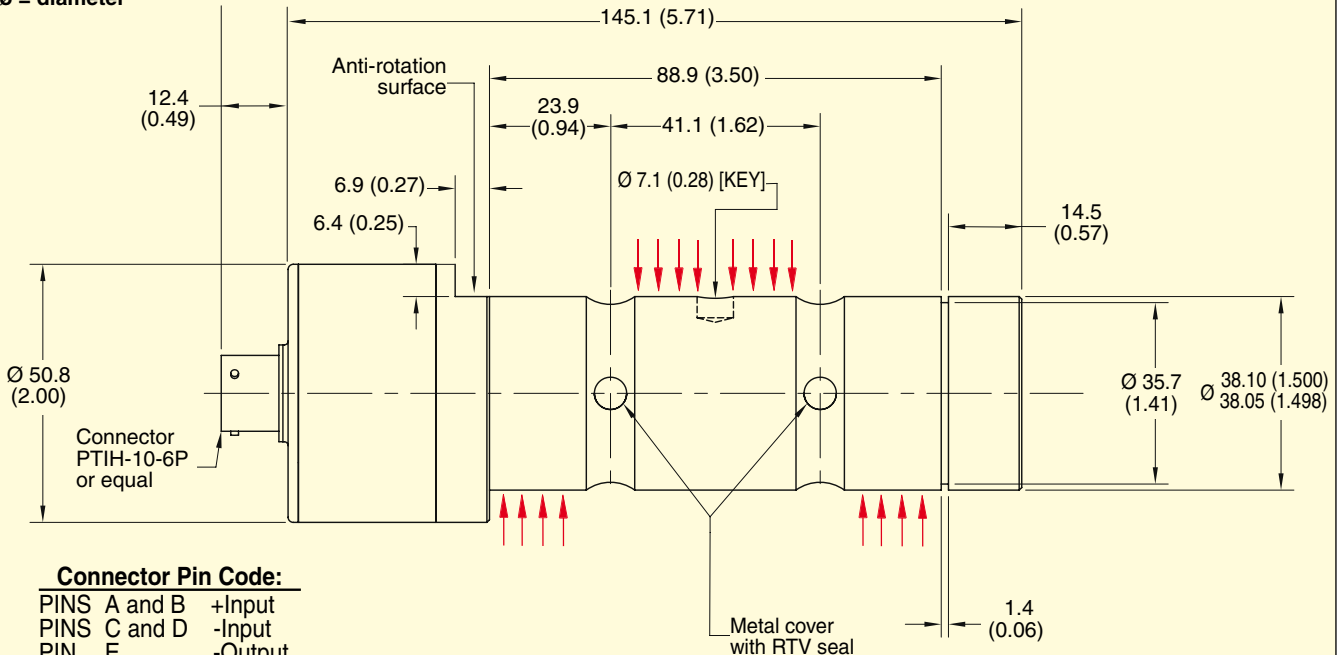 Ø = diameter
145.1 (5.71)
Anti-rotation
surface
88.9 (3.50)
12.4
(0.49)
23.9
(0.94)
41.1 (1.62)
6.9 (0.27)
Ø 7.1 (0.28) [KEY]
6.4 (0.25)
14.5
(0.57)
Ø 50.8
(2.00)
Ø 35.7
(1.41)
Ø 38.10 (1.500)
38.05 (1.498)
Connector
PTIH-10-6P
or equal
Connector Pin Code:
PINS A and B +Input
PINS C and D -Input
PIN E -Output
1.4
(0.06)
Metal cover
with RTV seal